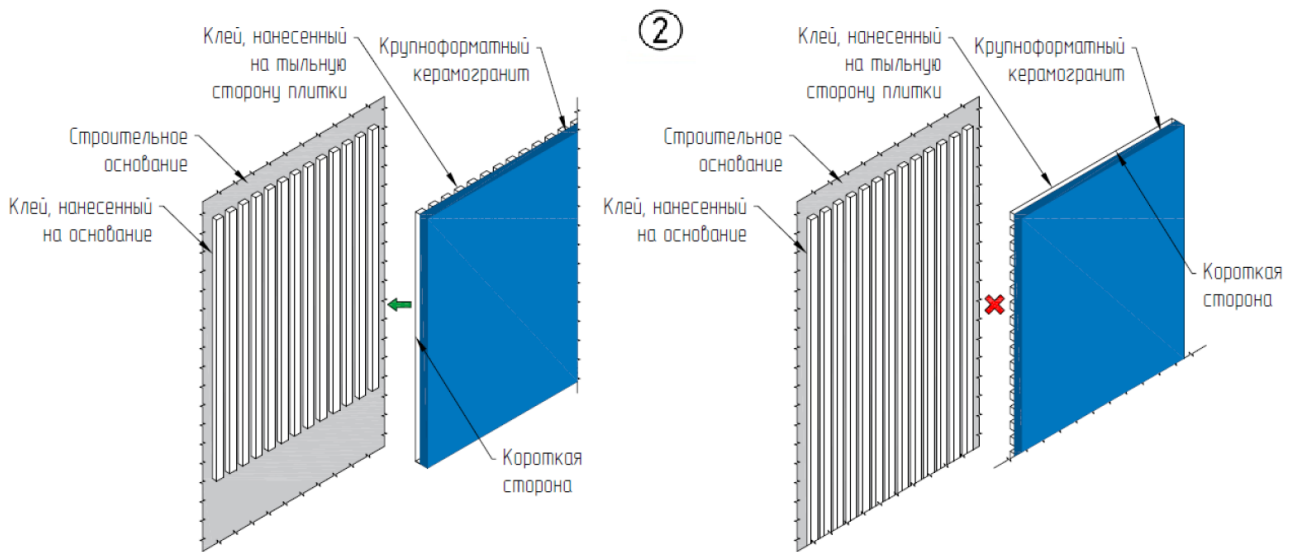 2
Клей, нанесенный
на тыльную
сторону плитки
Крупноформатный
керамогранит
Строительное
основание
Клей, нанесенный
на основание
Короткая
сторона
Клей, нанесенный
на тыльную
сторону плитки
Крупноформатный
керамогранит
Строительное
основание
Клей, нанесенный
на основание
Короткая
сторона